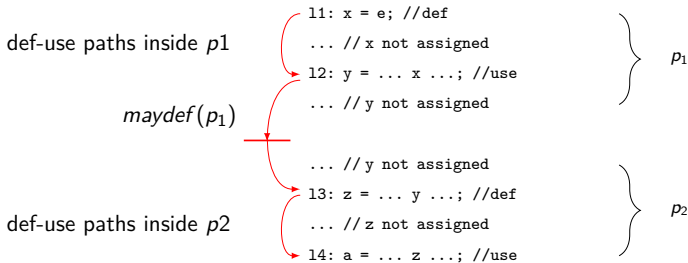 l1: x = e; //def
def-use paths inside p1
... // x not assigned
l2: y = ... x ...; //use
p₁
... // y not assigned
maydef(p₁)
... // y not assigned
l3: z = ... y ...; //def
p₂
def-use paths inside p2
... // z not assigned
l4: a = ... z ...; //use